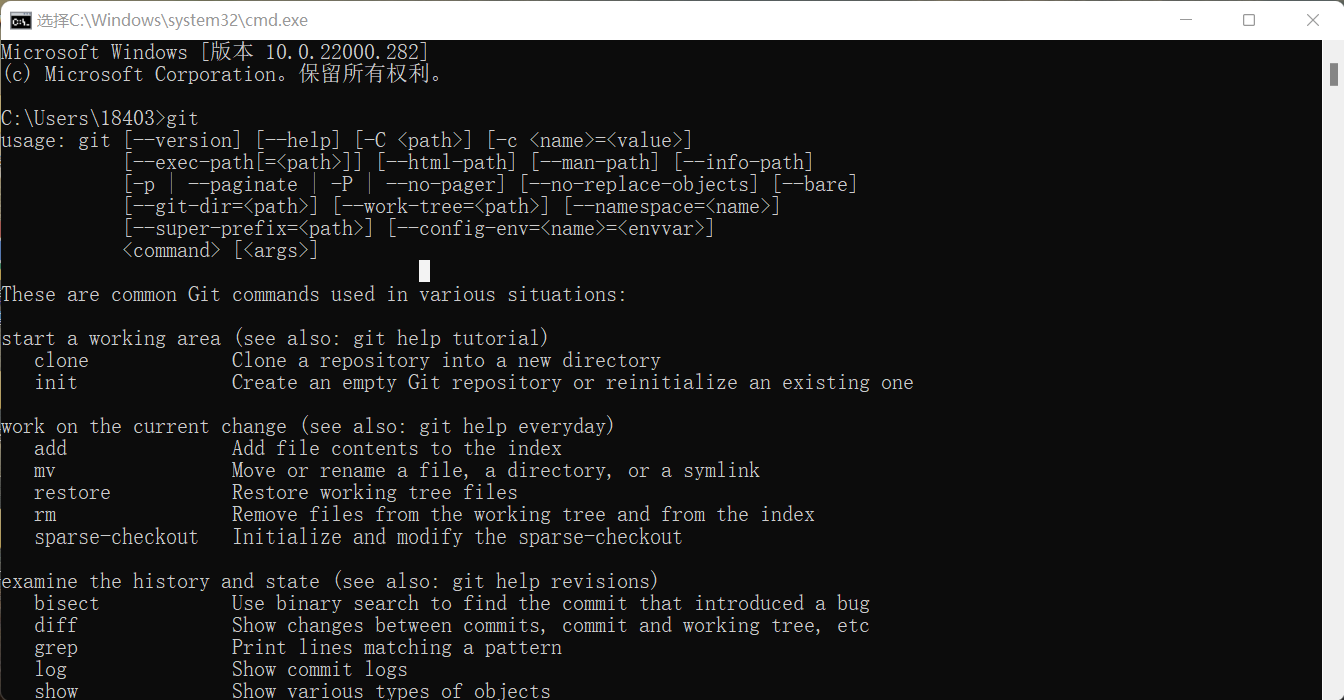 选择C:\Windows\system32\cmd.exe
Microsoft Windows [版本 10.0.22000.282]
(c) Microsoft Corporation。保留所有权利。
C:\Users\18403>git
usage: git [--version] [--help] [-C <path>] [-c <name>=<value>]
           [--exec-path[=<path>]] [--html-path] [--man-path] [--info-path]
           [-p | --paginate | -P | --no-pager] [--no-replace-objects] [--bare]
           [--git-dir=<path>] [--work-tree=<path>] [--namespace=<name>]
           [--super-prefix=<path>] [--config-env=<name>=<envvar>]
           <command> [<args>]
These are common Git commands used in various situations:
start a working area (see also: git help tutorial)
   clone             Clone a repository into a new directory
   init              Create an empty Git repository or reinitialize an existing one
work on the current change (see also: git help everyday)
   add               Add file contents to the index
   mv                Move or rename a file, a directory, or a symlink
   restore           Restore working tree files
   rm                Remove files from the working tree and from the index
   sparse-checkout   Initialize and modify the sparse-checkout
examine the history and state (see also: git help revisions)
   bisect            Use binary search to find the commit that introduced a bug
   diff              Show changes between commits, commit and working tree, etc
   grep              Print lines matching a pattern
   log               Show commit logs
   show              Show various types of objects